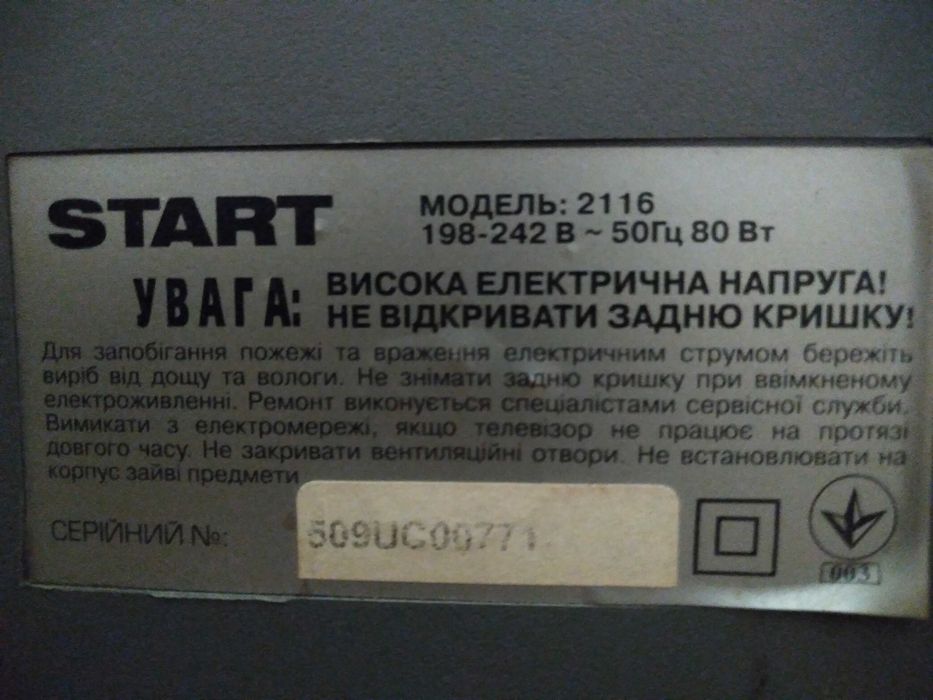 START
МОДЕЛЬ: 2116
198-242 В ~ 50Гц 80 Вт
УВАГА: ВИСОКА ЕЛЕКТРИЧНА НАПРУГА!
НЕ ВІДКРИВАТИ ЗАДНЮ КРИШКУ!
Для запобігання пожежі та враження електричним струмом бережіть
виріб від дощу та вологи. Не знімати задню кришку при ввімкненому
електроживленні. Ремонт виконується спеціалістами сервісної служби.
Вимикати з електромережі, якщо телевізор не працює на протязі
довгого часу. Не закривати вентиляційні отвори. Не встановлювати на
корпус зайві предмети
СЕРІЙНИЙ №: 509UC00771
003